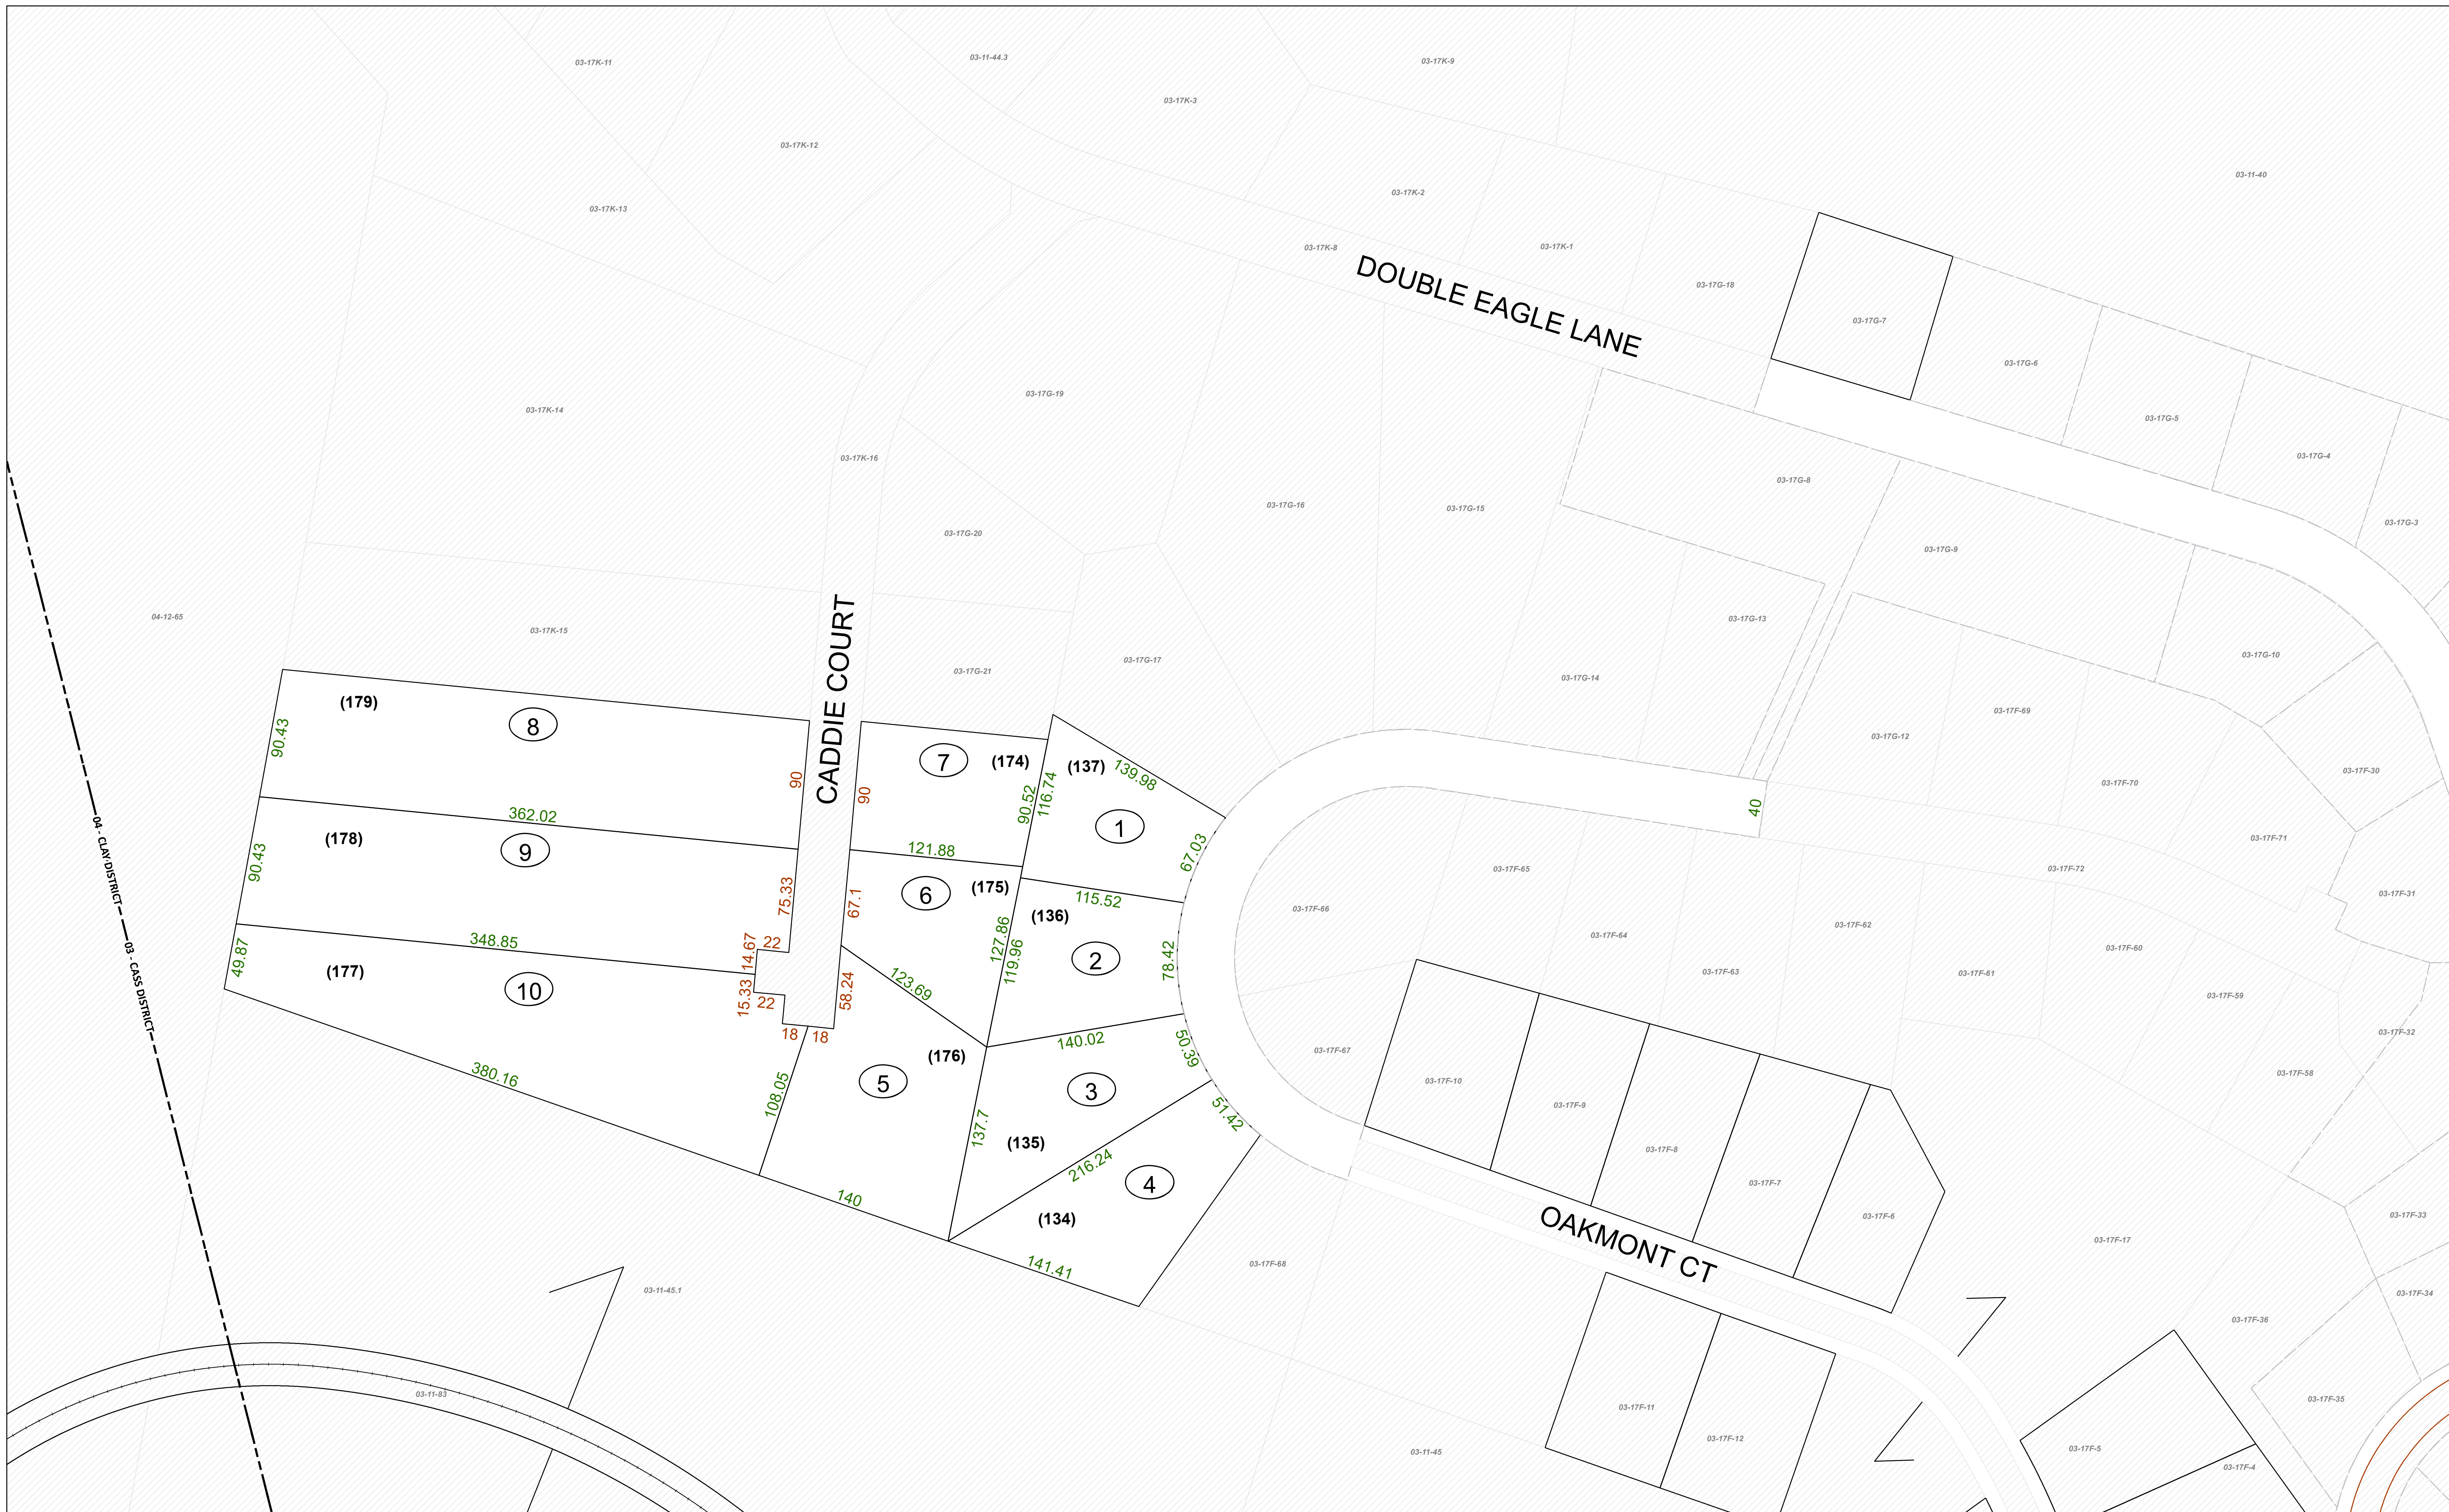 03-17K-11
03-11-44.3
03-17K-9
03-17K-3
03-17K-12
03-11-40
03-17K-2
03-17K-13
03-17K-8
03-17K-1
DOUBLE EAGLE LANE
03-17G-18
03-17G-7
03-17G-6
03-17G-19
03-17K-14
03-17G-5
03-17G-4
03-17K-16
03-17G-8
03-17G-16
03-17G-15
03-17G-3
03-17G-20
03-17G-9
04-12-65
03-17G-13
03-17K-15
03-17G-10
03-17G-17
03-17G-21
03-17G-14
CADDIE COURT
(179)
8
90.43
90
7
(174)
(137)
139.98
90
90.52
116.74
1
67.03
03-17F-69
03-17G-12
03-17F-30
03-17F-70
40
362.02
(178)
9
90.43
121.88
03-17F-71
75.33
67.1
6
(175)
115.52
(136)
03-17F-65
03-17F-72
03-17F-31
03-17F-66
03-17F-62
03-17F-64
348.85
22
14.67
49.87
127.86
119.96
2
78.42
03-17F-60
03-17F-63
03-17F-61
04 - CLAY DISTRICT
03 - CASS DISTRICT
(177)
10
15.33
22
123.69
58.24
03-17F-59
18
18
140.02
50.39
03-17F-32
03-17F-67
(176)
5
3
380.16
108.05
03-17F-10
03-17F-58
03-17F-9
137.7
(135)
51.42
216.24
03-17F-8
4
03-17F-7
140
(134)
03-17F-6
03-17F-33
OAKMONT CT
03-17F-17
141.41
03-17F-68
03-11-45.1
03-17F-34
03-17F-36
03-11-83
03-17F-35
03-17F-11
03-17F-12
03-11-45
03-17F-5
03-17F-4